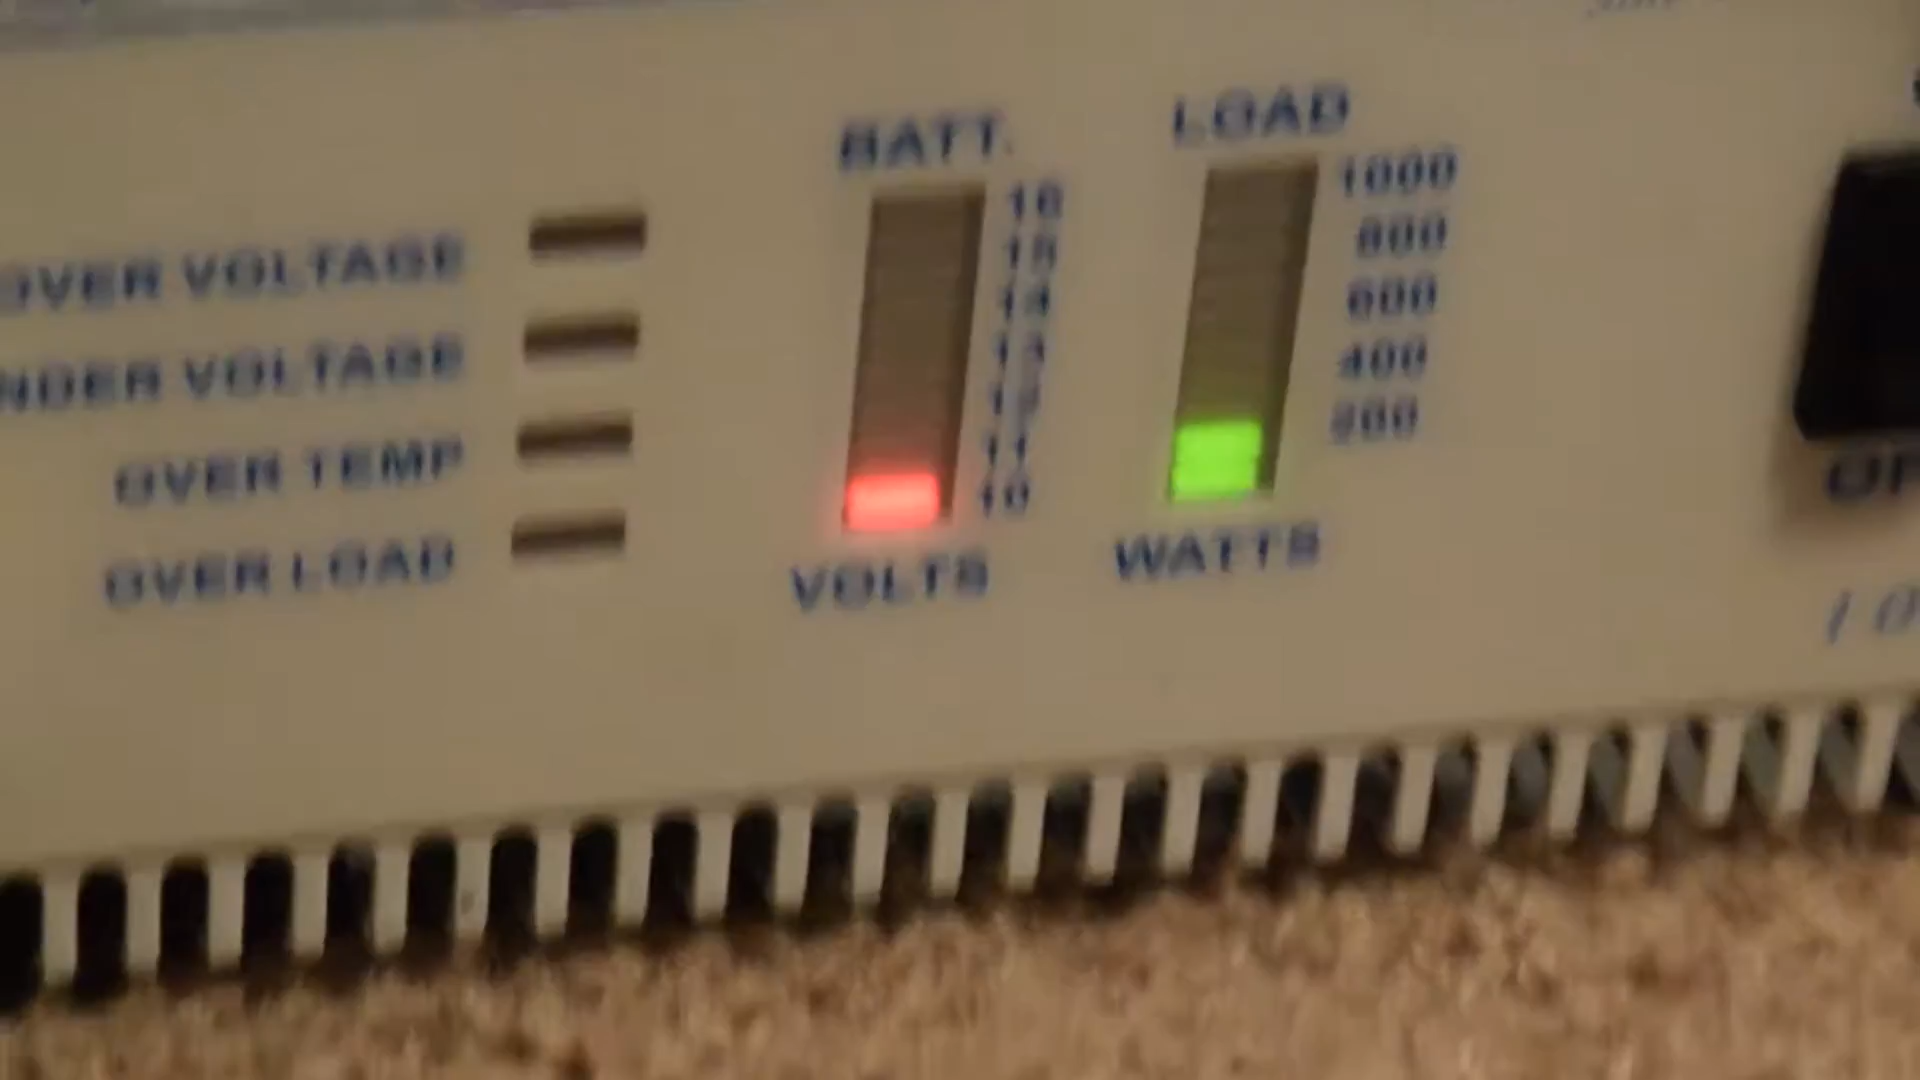 BATT.
LOAD
16
15
14
13
12
11
10
1000
800
600
400
200
OVER VOLTAGE
NDER VOLTAGE
OVER TEMP
OVER LOAD
VOLTS
WATTS